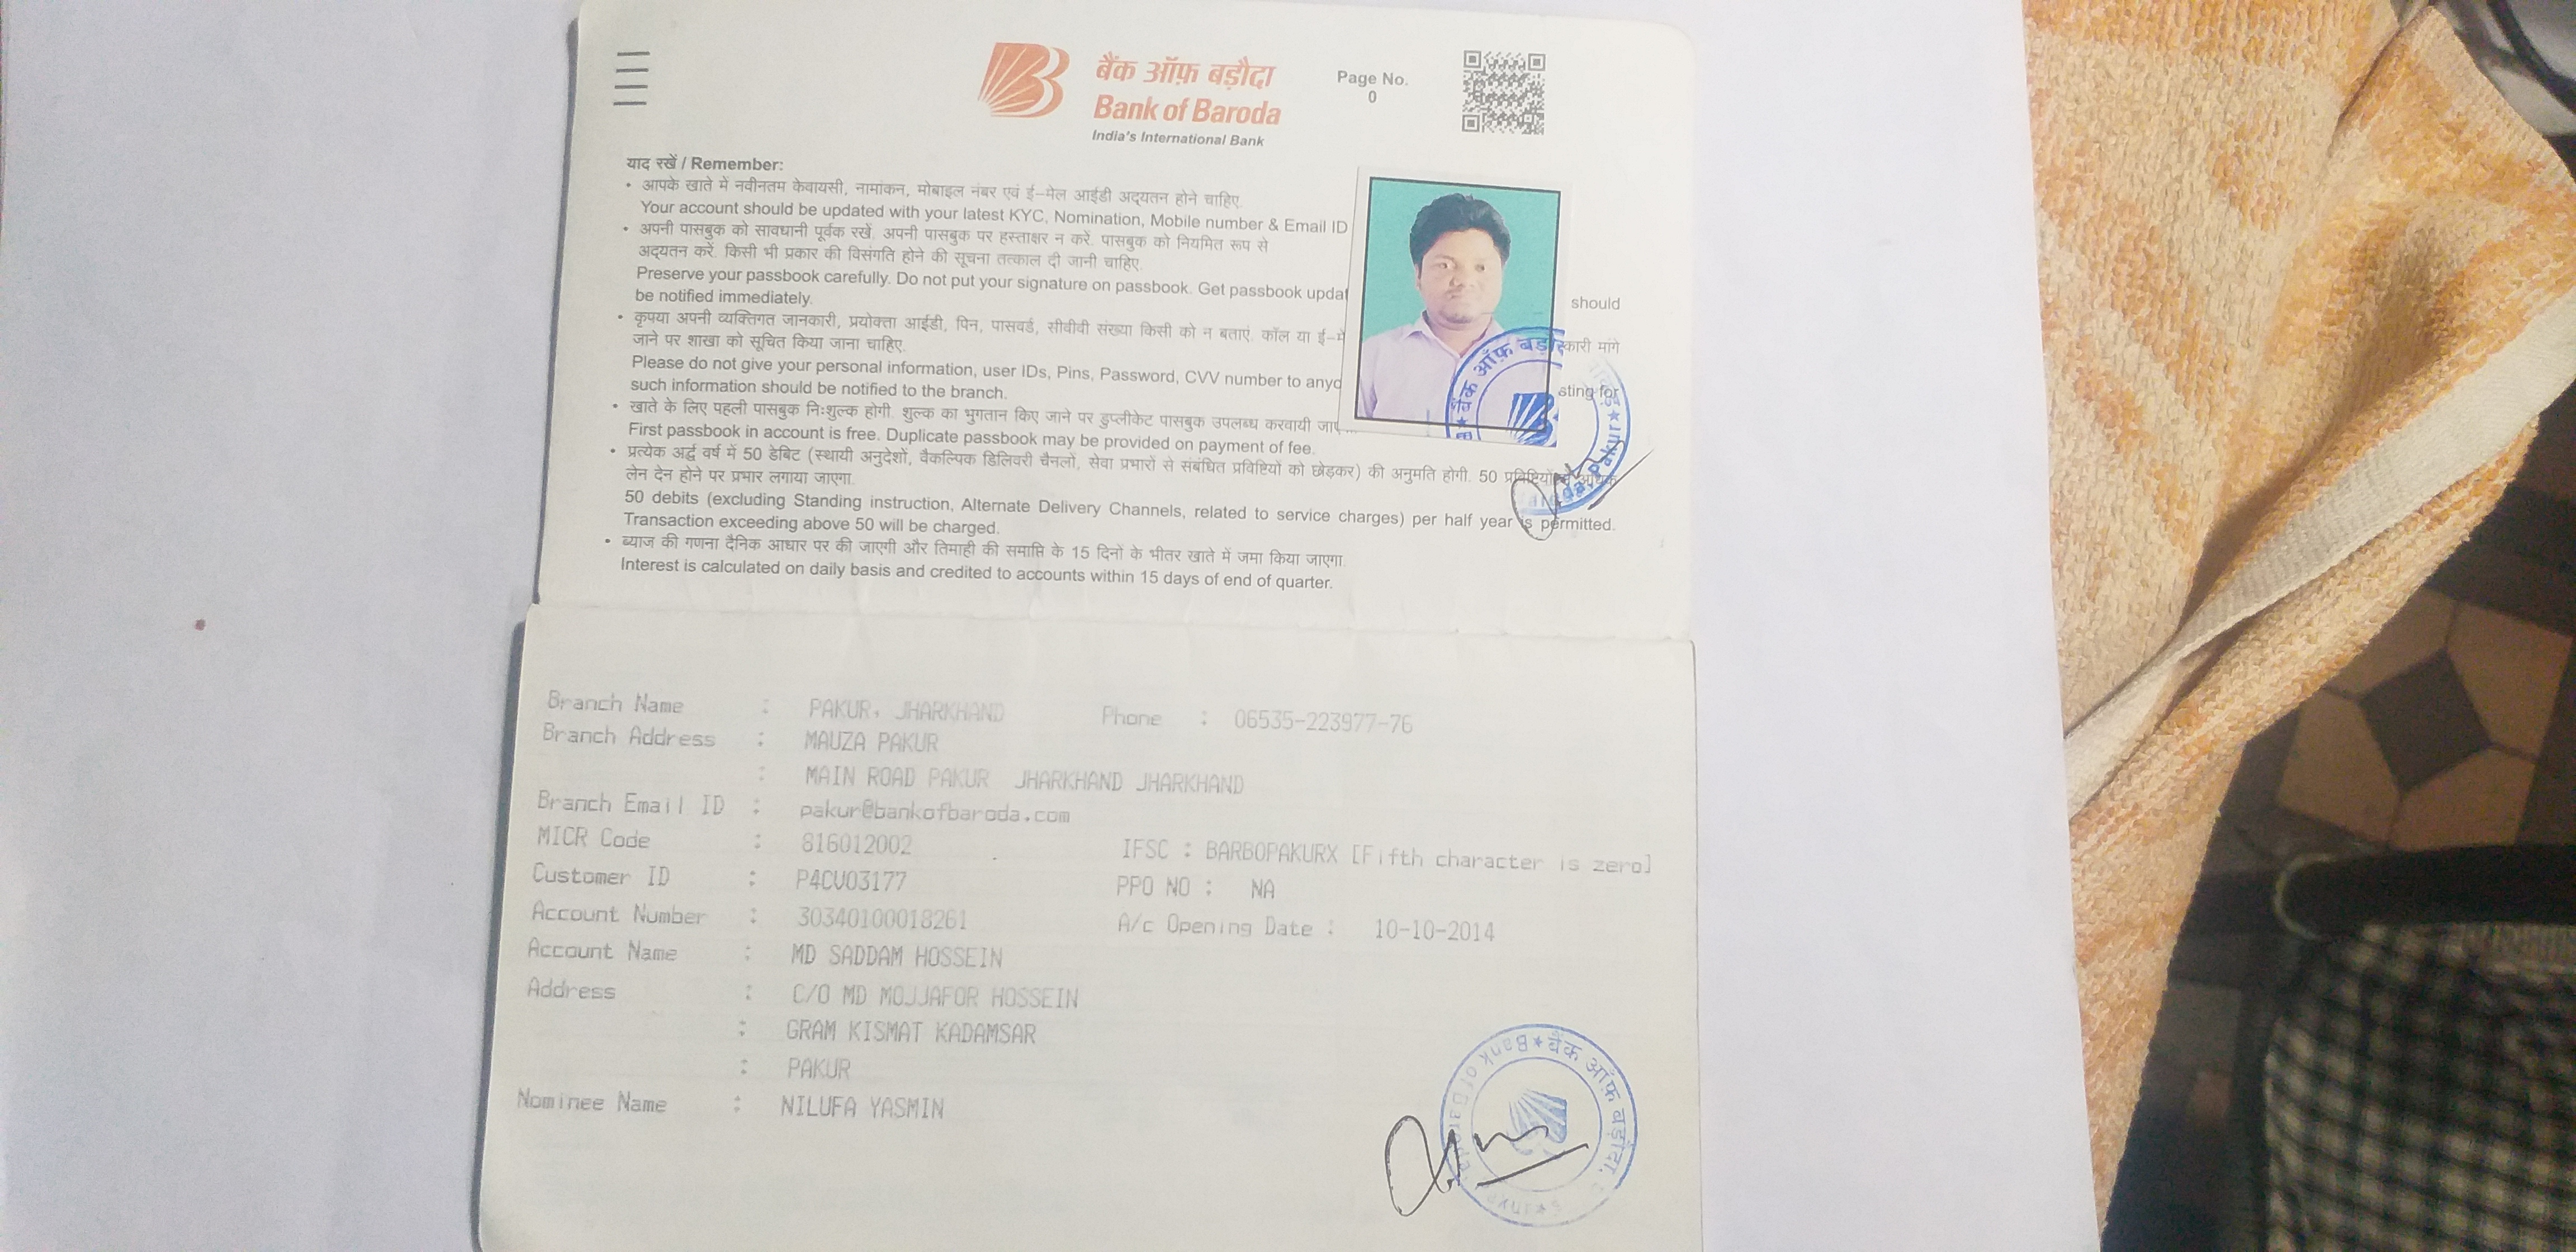 बैंक ऑफ़ बड़ौदा
Bank of Baroda
India's International Bank
Page No.
0
याद रखें / Remember:
• आपके खाते में नवीनतम केवायसी, नामांकन, मोबाइल नंबर एवं ई-मेल आईडी अद्यतन होने चाहिए.
Your account should be updated with your latest KYC, Nomination, Mobile number & Email ID
• अपनी पासबुक को सावधानी पूर्वक रखें. अपनी पासबुक पर हस्ताक्षर न करें. पासबुक को नियमित रूप से
अद्यतन करें. किसी भी प्रकार की विसंगति होने की सूचना तत्काल दी जानी चाहिए.
Preserve your passbook carefully. Do not put your signature on passbook. Get passbook updat should
be notified immediately.
• कृपया अपनी व्यक्तिगत जानकारी, प्रयोक्ता आईडी, पिन, पासवर्ड, सीवीवी संख्या किसी को न बताएं. कॉल या ई-मे कारी मांगे
जाने पर शाखा को सूचित किया जाना चाहिए.
Please do not give your personal information, user IDs, Pins, Password, CVV number to anyo sting for
such information should be notified to the branch.
• खाते के लिए पहली पासबुक निःशुल्क होगी. शुल्क का भुगतान किए जाने पर डुप्लीकेट पासबुक उपलब्ध करवायी जाए
First passbook in account is free. Duplicate passbook may be provided on payment of fee.
• प्रत्येक अर्द्ध वर्ष में 50 डेबिट (स्थायी अनुदेशों, वैकल्पिक डिलिवरी चैनलों, सेवा प्रभारों से संबंधित प्रविष्टियों को छोड़कर) की अनुमति होगी. 50 प्रविष्टियों से अधिक
लेन देन होने पर प्रभार लगाया जाएगा.
50 debits (excluding Standing instruction, Alternate Delivery Channels, related to service charges) per half year is permitted.
Transaction exceeding above 50 will be charged.
• ब्याज की गणना दैनिक आधार पर की जाएगी और तिमाही की समाप्ति के 15 दिनों के भीतर खाते में जमा किया जाएगा.
Interest is calculated on daily basis and credited to accounts within 15 days of end of quarter.
बैंक ऑफ़ बड़ौ
Branch Name : PAKUR, JHARKHAND Phone : 06535-223977-76
Branch Address : MAUZA PAKUR
: MAIN ROAD PAKUR JHARKHAND JHARKHAND
Branch Email ID : pakur@bankofbaroda.com
MICR Code : 816012002 IFSC : BARB0PAKURX [Fifth character is zero]
Customer ID : P4CV03177 PPO NO : NA
Account Number : 30340100018261 A/c Opening Date : 10-10-2014
Account Name : MD SADDAM HOSSEIN
Address : C/O MD MOJJAFOR HOSSEIN
: GRAM KISMAT KADAMSAR
: PAKUR
Nominee Name : NILUFA YASMIN
बैंक ऑफ़ बड़ौदा,
Bank of Baroda